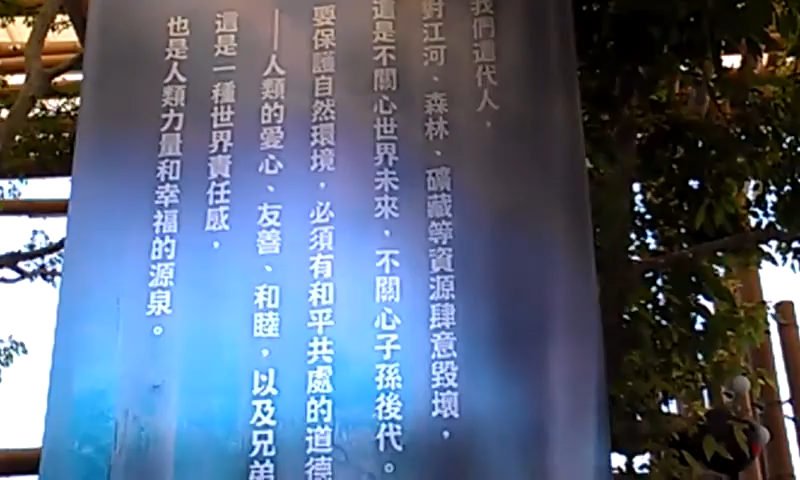 我們這代人，
對江河、森林、礦藏等資源肆意毀壞，
這是不關心世界未來，不關心子孫後代。
要保護自然環境，必須有和平共處的道德
——人類的愛心、友善、和睦，以及兄弟
這是一種世界責任感，
也是人類力量和幸福的源泉。